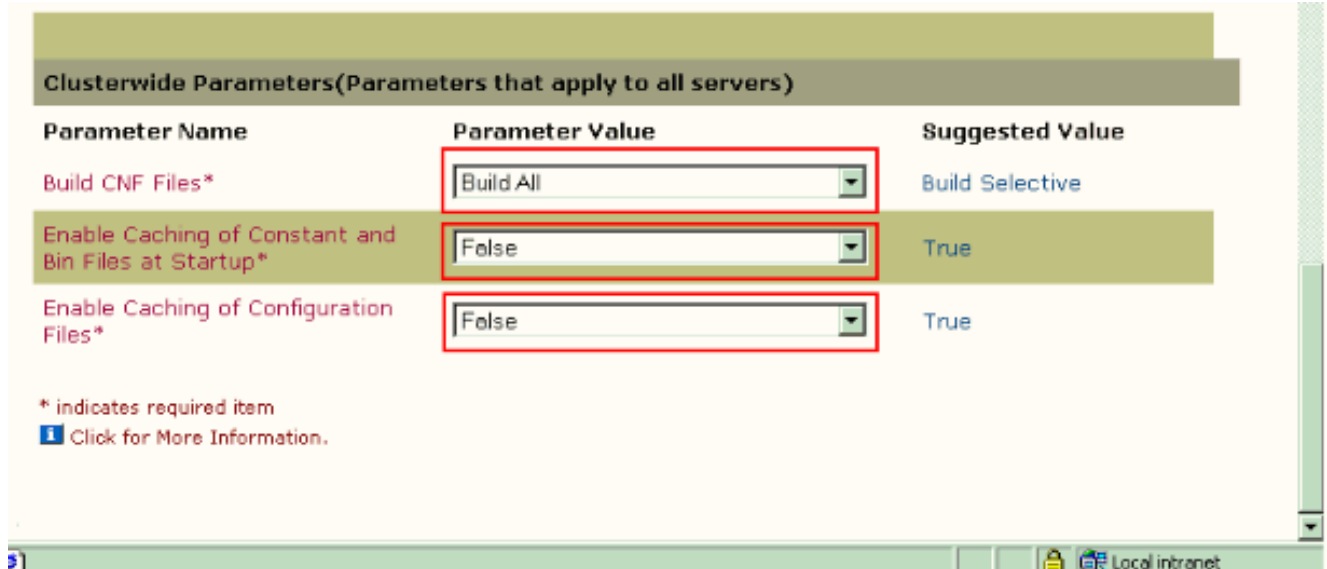 Clusterwide Parameters(Parameters that apply to all servers)
Parameter Name Parameter Value Suggested Value
Build CNF Files* Build All Build Selective
Enable Caching of Constant and
Bin Files at Startup* False True
Enable Caching of Configuration
Files* False True
* indicates required item
i Click for More Information.
Local intranet